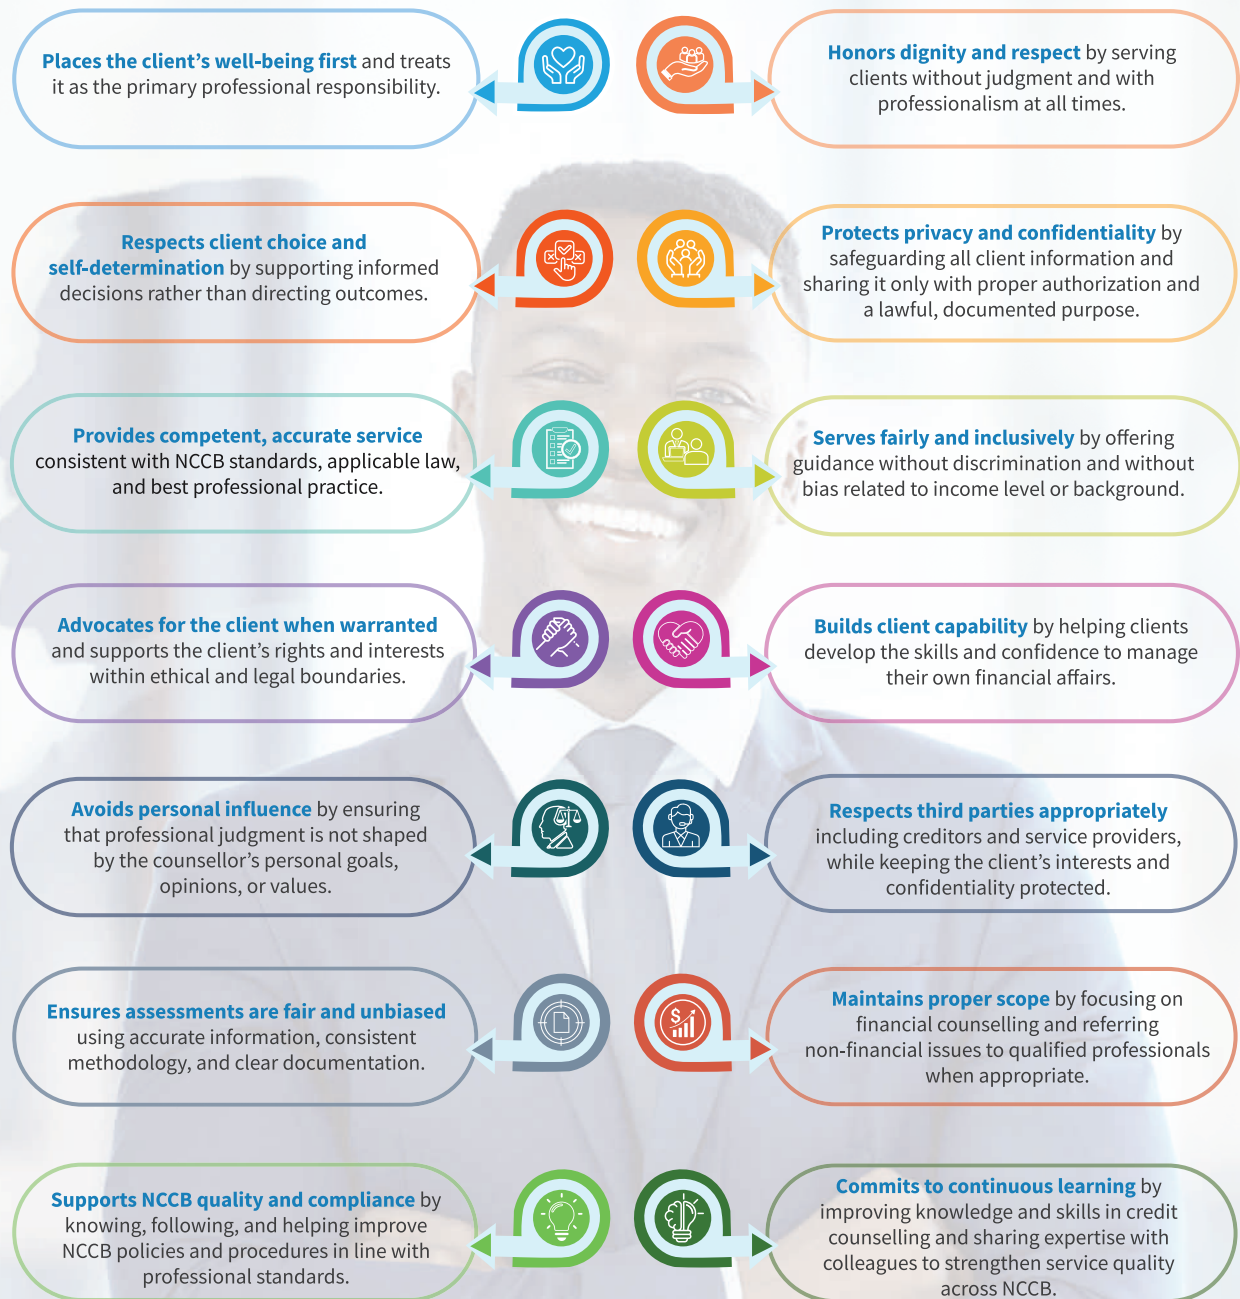 Places the client’s well-being first and treats
it as the primary professional responsibility.
Honors dignity and respect by serving
clients without judgment and with
professionalism at all times.
Respects client choice and
self-determination by supporting informed
decisions rather than directing outcomes.
Protects privacy and confidentiality by
safeguarding all client information and
sharing it only with proper authorization and
a lawful, documented purpose.
Provides competent, accurate service
consistent with NCCB standards, applicable law,
and best professional practice.
Serves fairly and inclusively by offering
guidance without discrimination and without
bias related to income level or background.
Advocates for the client when warranted
and supports the client’s rights and interests
within ethical and legal boundaries.
Builds client capability by helping clients
develop the skills and confidence to manage
their own financial affairs.
Avoids personal influence by ensuring
that professional judgment is not shaped
by the counsellor’s personal goals,
opinions, or values.
Respects third parties appropriately
including creditors and service providers,
while keeping the client’s interests and
confidentiality protected.
Ensures assessments are fair and unbiased
using accurate information, consistent
methodology, and clear documentation.
Maintains proper scope by focusing on
financial counselling and referring
non-financial issues to qualified professionals
when appropriate.
Supports NCCB quality and compliance by
knowing, following, and helping improve
NCCB policies and procedures in line with
professional standards.
Commits to continuous learning by
improving knowledge and skills in credit
counselling and sharing expertise with
colleagues to strengthen service quality
across NCCB.